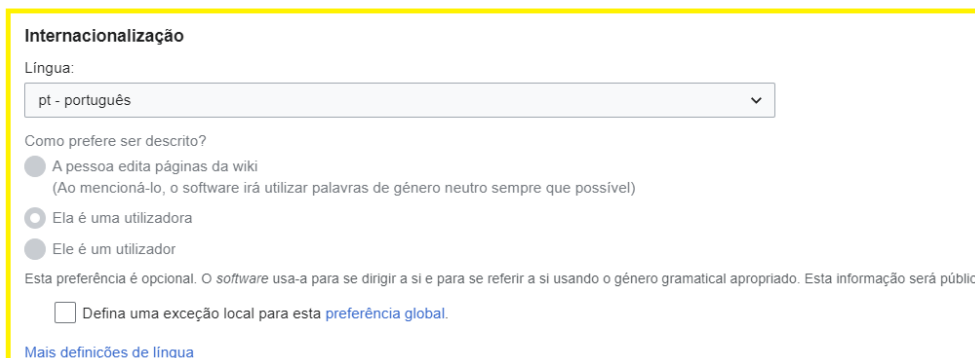 Internacionalização
Língua:
pt - português
Como prefere ser descrito?
A pessoa edita páginas da wiki
(Ao mencioná-lo, o software irá utilizar palavras de género neutro sempre que possível)
Ela é uma utilizadora
Ele é um utilizador
Esta preferência é opcional. O software usa-a para se dirigir a si e para se referir a si usando o género gramatical apropriado. Esta informação será
Defina uma exceção local para esta preferência global.
Mais definições de língua